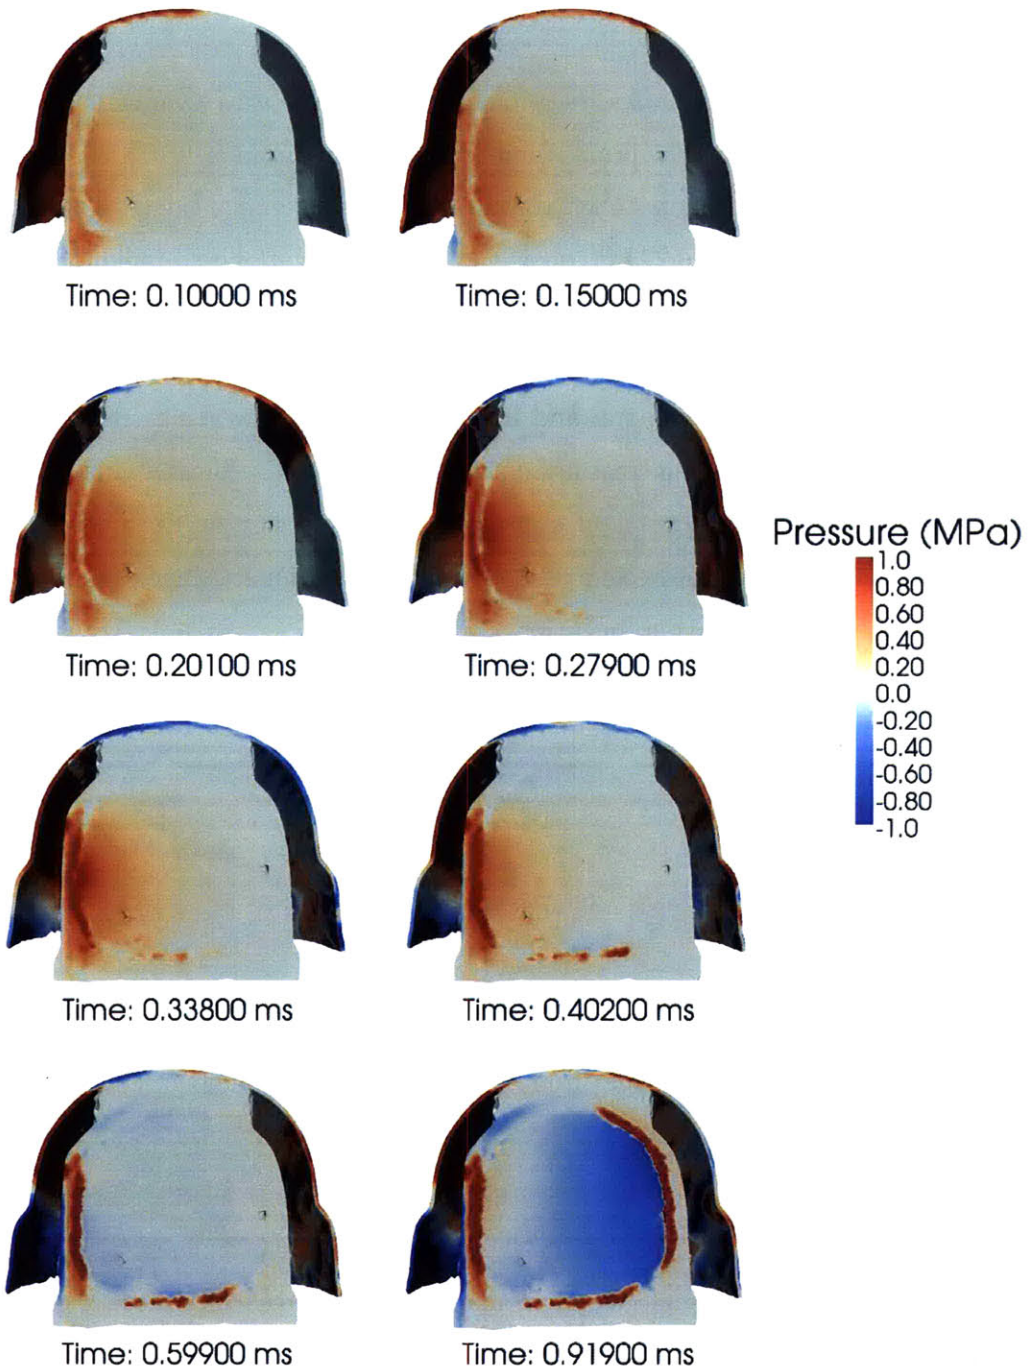 Time: 0.10000 ms
Time: 0.15000 ms
Time: 0.20100 ms
Time: 0.27900 ms
Pressure (MPa)
1.0
0.80
0.60
0.40
0.20
0.0
-0.20
-0.40
-0.60
-0.80
-1.0
Time: 0.33800 ms
Time: 0.40200 ms
Time: 0.59900 ms
Time: 0.91900 ms